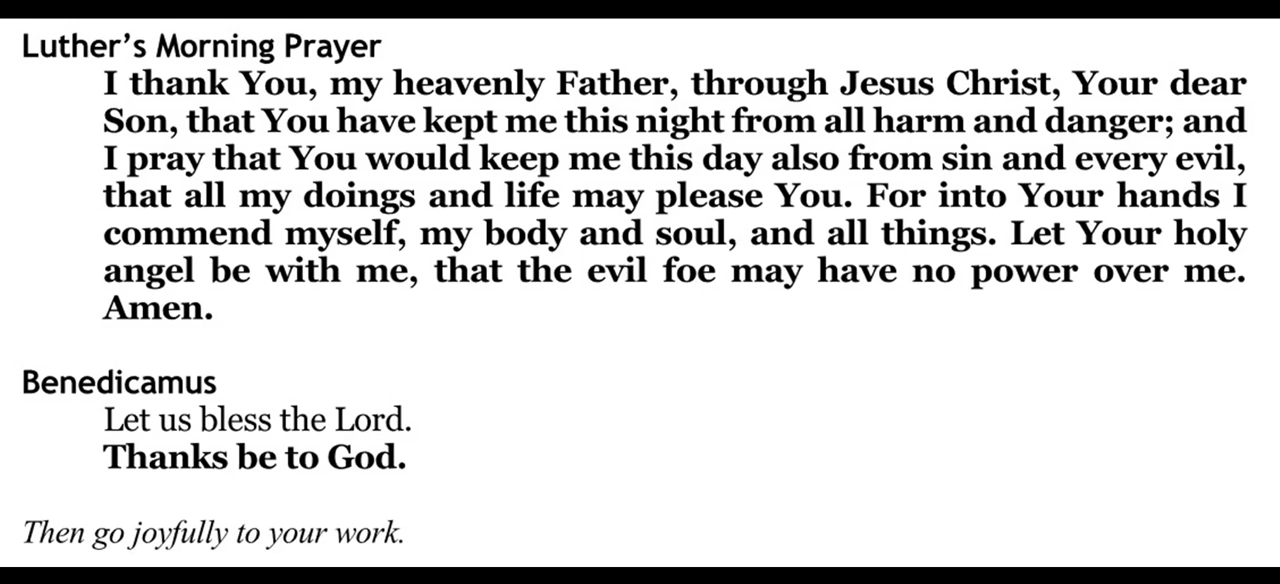 Luther’s Morning Prayer
I thank You, my heavenly Father, through Jesus Christ, Your dear
Son, that You have kept me this night from all harm and danger; and
I pray that You would keep me this day also from sin and every evil,
that all my doings and life may please You. For into Your hands I
commend myself, my body and soul, and all things. Let Your holy
angel be with me, that the evil foe may have no power over me.
Amen.
Benedicamus
Let us bless the Lord.
Thanks be to God.
Then go joyfully to your work.